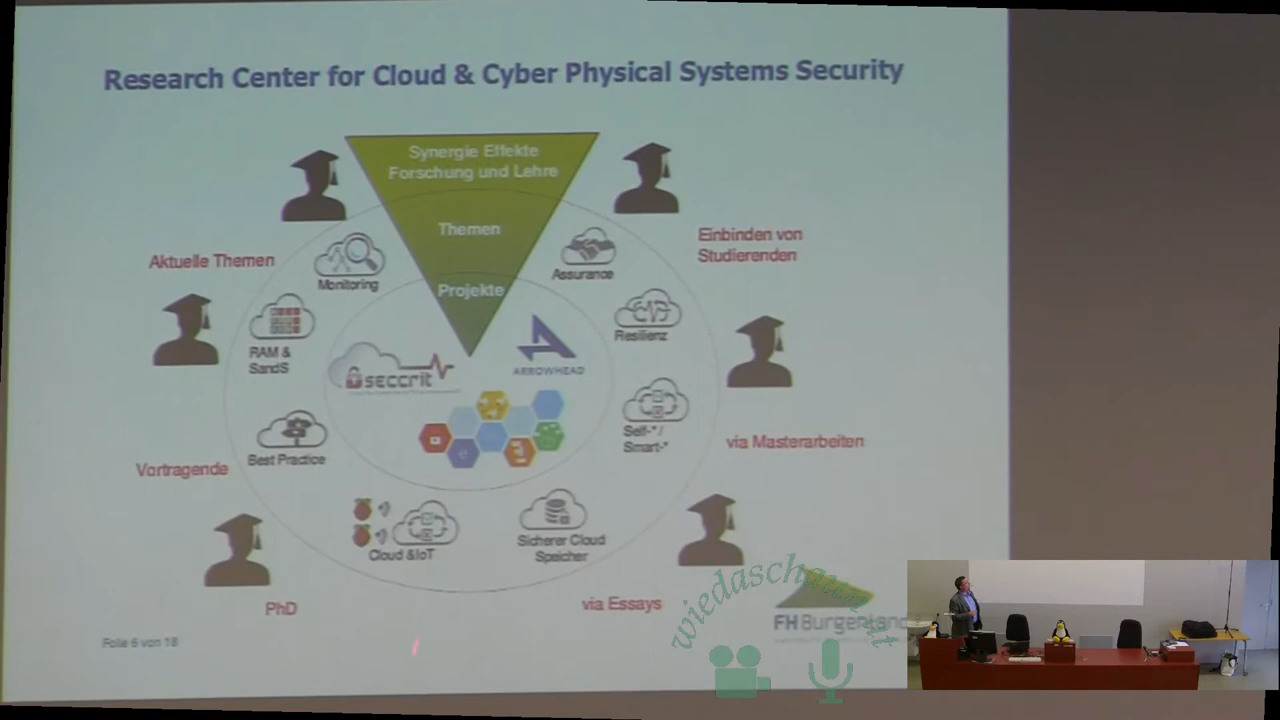 Research Center for Cloud & Cyber Physical Systems Security
Synergie Effekte
Forschung und Lehre
Themen
Projekte
Aktuelle Themen
Monitoring
Assurance
Einbinden von
Studierenden
RAM &
SandS
Resilienz
seccrit
ARROWHEAD
Self-*/
Smart-*
via Masterarbeiten
Best Practice
Vortragende
e
Cloud &IoT
Sicherer Cloud
Speicher
PhD
via Essays
FH Burgenland
Folie 6 von 18
wiedaschaun.at